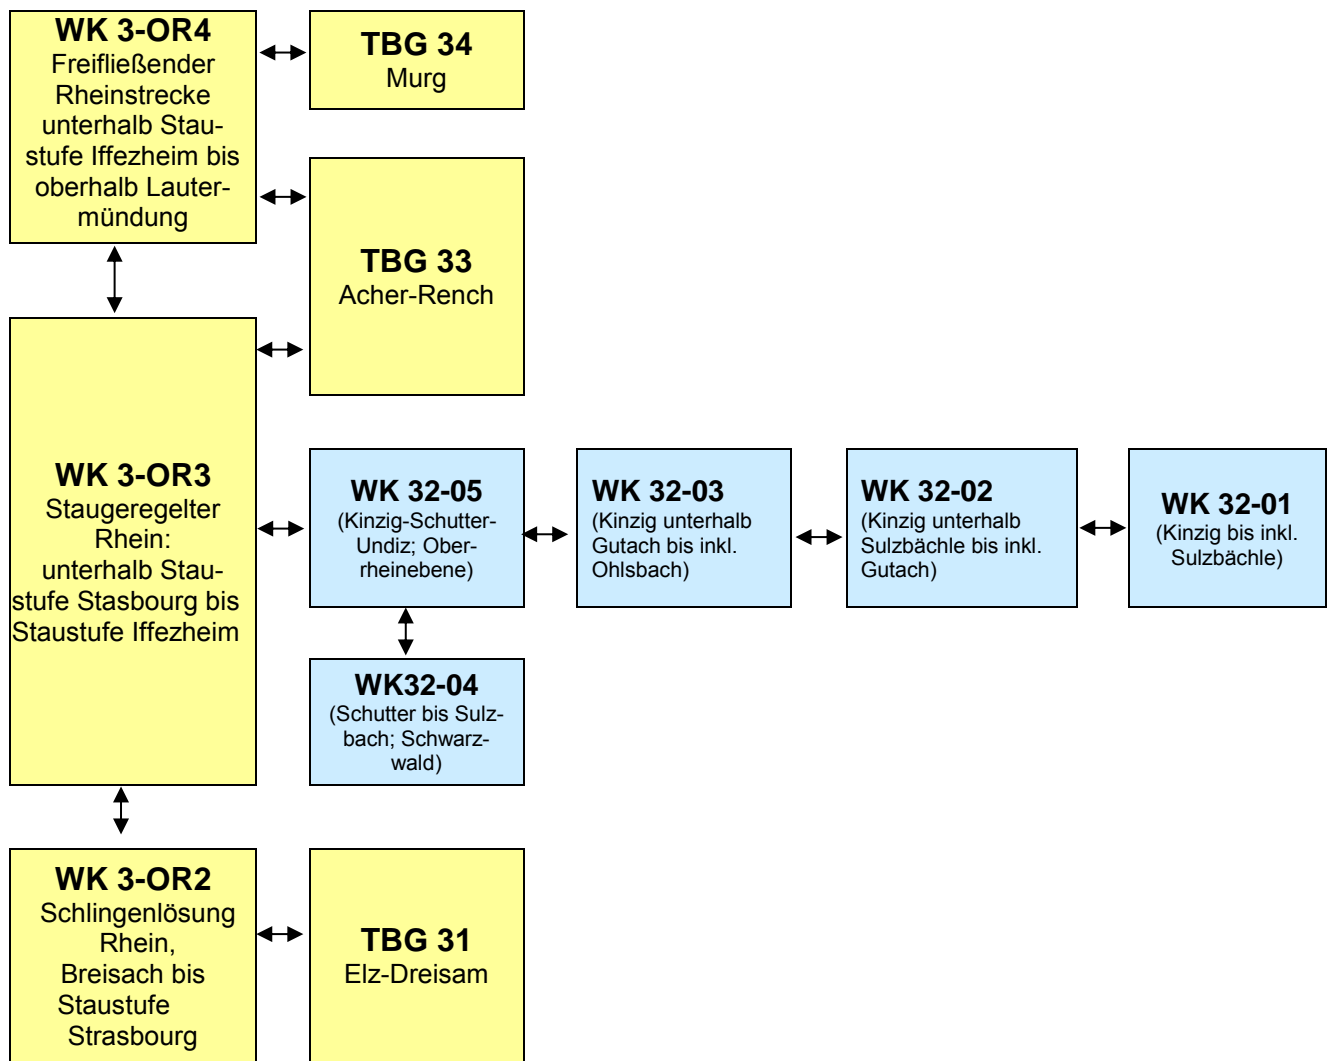 WK 3-OR4
Freifließender
Rheinstrecke
unterhalb Stau-
stufe Iffezheim bis
oberhalb Lauter-
mündung
TBG 34
Murg
TBG 33
Acher-Rench
WK 3-OR3
Staugeregelter
Rhein:
unterhalb Stau-
stufe Stasbourg bis
Staustufe Iffezheim
WK 32-05
(Kinzig-Schutter-
Undiz; Ober-
rheinebene)
WK 32-03
(Kinzig unterhalb
Gutach bis inkl.
Ohlsbach)
WK 32-02
(Kinzig unterhalb
Sulzbächle bis inkl.
Gutach)
WK 32-01
(Kinzig bis inkl.
Sulzbächle)
WK32-04
(Schutter bis Sulz-
bach; Schwarz-
wald)
WK 3-OR2
Schlingenlösung
Rhein,
Breisach bis
Staustufe
Strasbourg
TBG 31
Elz-Dreisam